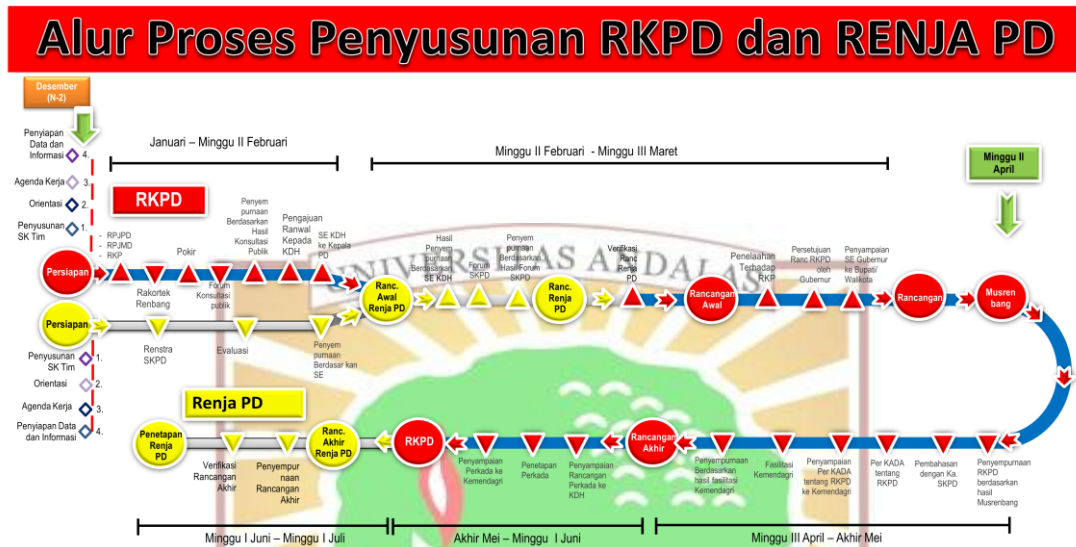 Alur Proses Penyusunan RKPD dan RENJA PD
Desember
(N-2)
Penyiapan
Data dan
Informasi
4.
Agenda Kerja
3.
Orientasi
2.
Penyusunan
SK Tim
1.
Januari – Minggu II Februari
Minggu II Februari - Minggu III Maret
Minggu II
April
RKPD
Persiapan
- RPJPD
- RPJMD
- RKP
Rakortek
Renbang
Pokir
Forum
Konsultasi
publik
Penyem
purnaan
Berdasarkan
Hasil
Konsultasi
Publik
Pengajuan
Ranwal
Kepada
KDH
SE KDH
ke Kepala
PD
Ranc.
Awal
Renja PD
Hasil
Penyem
purnaan
Berdasarkan
SE KDH
Forum
SKPD
Penyem
purnaan
Berdasarkan
Hasil Forum
SKPD
Ranc.
Renja
PD
Verifikasi
Ranc
Renja
PD
Rancangan
Awal
Penelaahan
Terhadap
RKP
Persetujuan
Ranc RKPD
oleh
Gubernur
Penyampaian
SE Gubernur
ke Bupati/
Walikota
Rancangan
Musren
bang
UNIVERSITAS ANDALAS
Persiapan
Renstra
SKPD
Evaluasi
Penyem
purnaan
Berdasar kan
SE
Penyusunan
SK Tim
1.
Orientasi
2.
Agenda Kerja
3.
Penyiapan Data
dan Informasi
4.
Renja PD
Penetapan
Renja
PD
Verifikasi
Rancangan
Akhir
Penyempur
naan
Rancangan
Akhir
Ranc.
Akhir
Renja PD
RKPD
Penyampaian
Perkada ke
Kemendagri
Penetapan
Perkada
Penyampaian
Rancangan
Perkada ke
KDH
Rancangan
Akhir
Penyempurnaan
Berdasarkan
hasil fasilitasi
Kemendagri
Fasilitasi
Kemendagri
Penyampaian
Per KADA
tentang RKPD
ke Kemendagri
Per KADA
tentang
RKPD
Pembahasan
dengan Ka.
SKPD
Penyempurnaan
RKPD
berdasarkan
hasil
Musrenbang
Minggu I Juni – Minggu I Juli
Akhir Mei – Minggu I Juni
Minggu III April – Akhir Mei